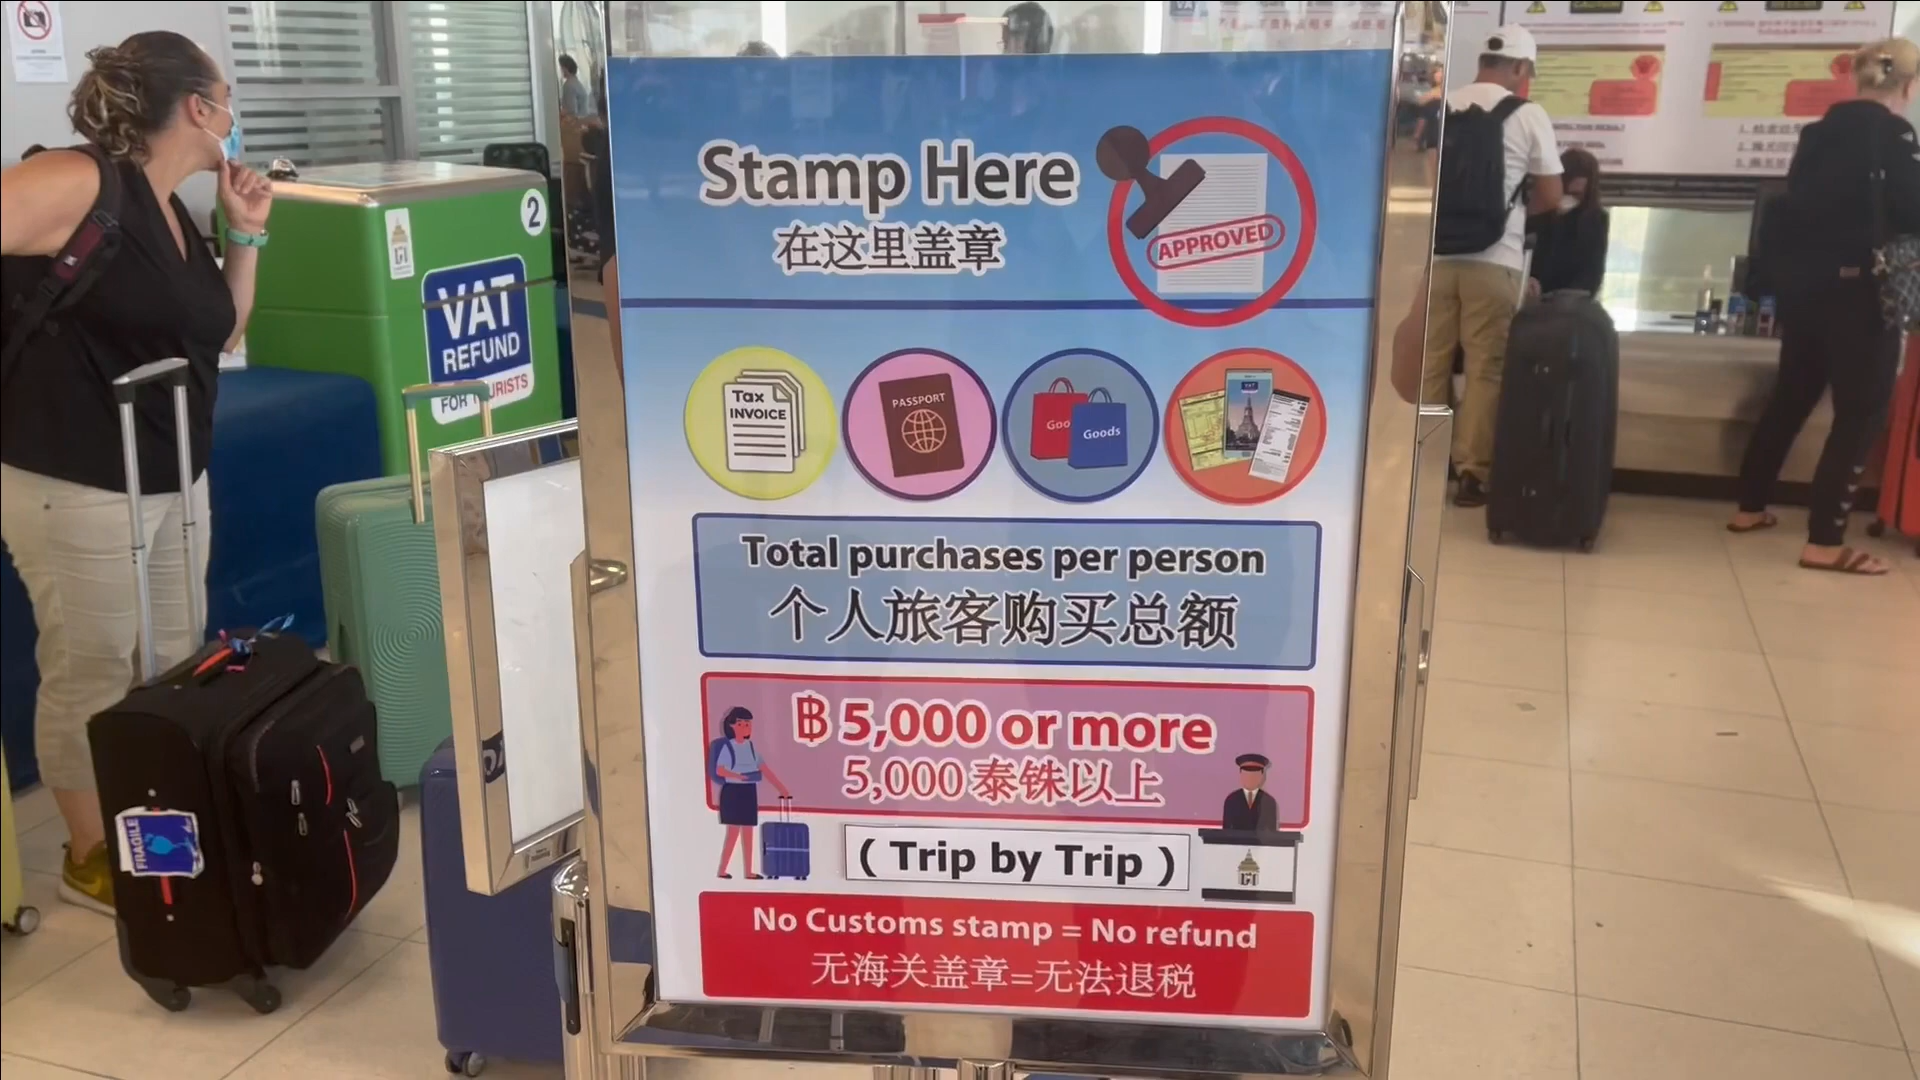 Stamp Here
在这里盖章
APPROVED
Tax
INVOICE
PASSPORT
Goods
VAT
Total purchases per person
个人旅客购买总额
฿ 5,000 or more
5,000泰铢以上
( Trip by Trip )
No Customs stamp = No refund
无海关盖章=无法退税
2
VAT
REFUND
FRAGILE